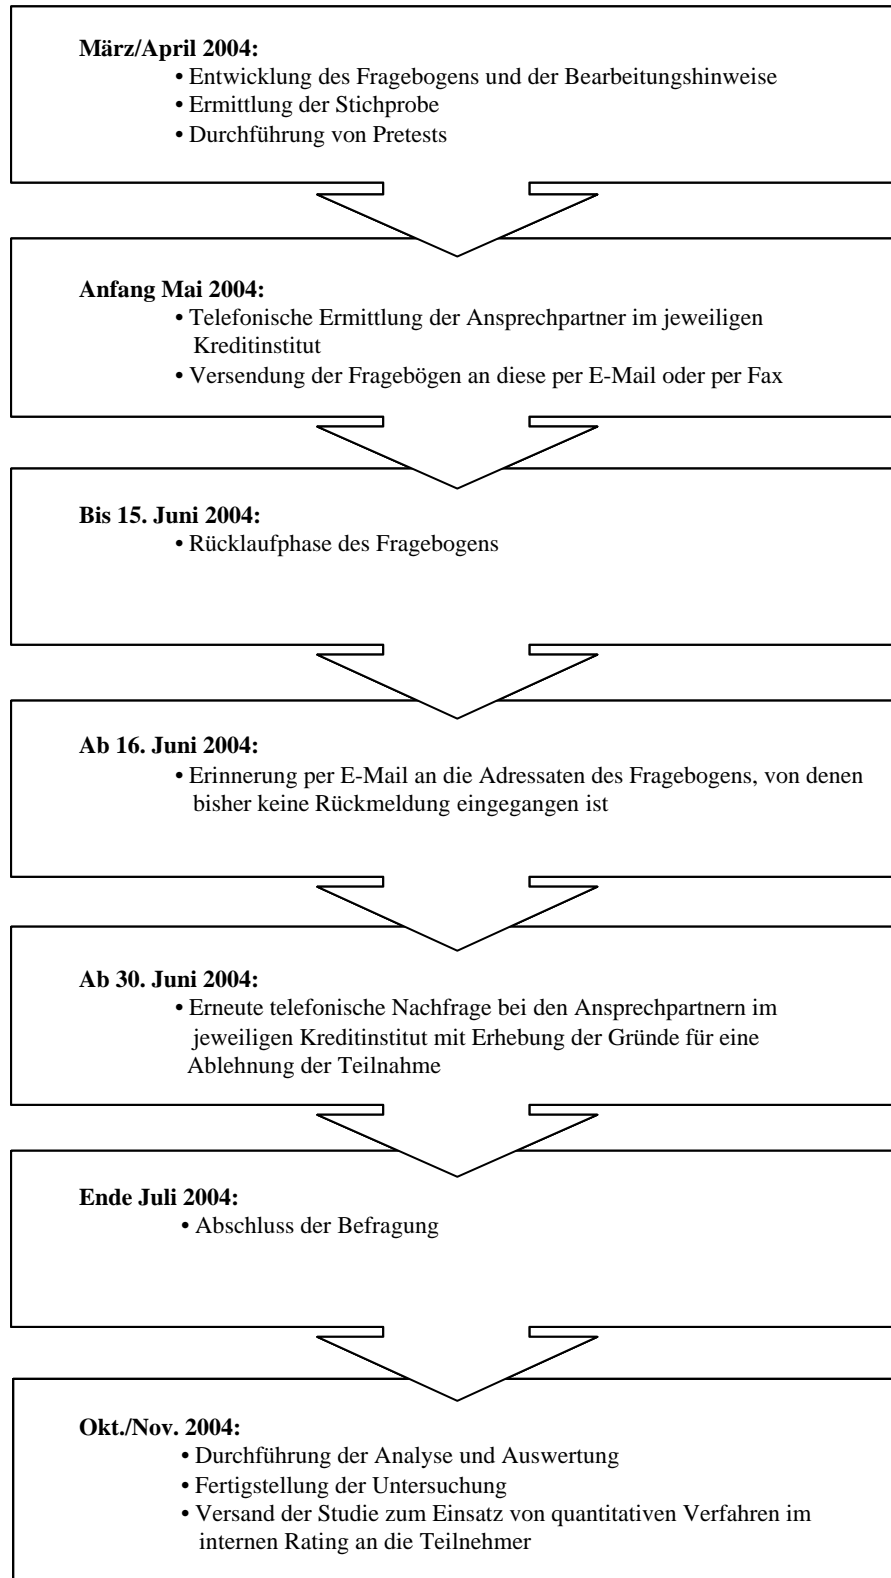 März/April 2004:
• Entwicklung des Fragebogens und der Bearbeitungshinweise
• Ermittlung der Stichprobe
• Durchführung von Pretests
Anfang Mai 2004:
• Telefonische Ermittlung der Ansprechpartner im jeweiligen
Kreditinstitut
• Versendung der Fragebögen an diese per E-Mail oder per Fax
Bis 15. Juni 2004:
• Rücklaufphase des Fragebogens
Ab 16. Juni 2004:
• Erinnerung per E-Mail an die Adressaten des Fragebogens, von denen
bisher keine Rückmeldung eingegangen ist
Ab 30. Juni 2004:
• Erneute telefonische Nachfrage bei den Ansprechpartnern im
jeweiligen Kreditinstitut mit Erhebung der Gründe für eine
Ablehnung der Teilnahme
Ende Juli 2004:
• Abschluss der Befragung
Okt./Nov. 2004:
• Durchführung der Analyse und Auswertung
• Fertigstellung der Untersuchung
• Versand der Studie zum Einsatz von quantitativen Verfahren im
internen Rating an die Teilnehmer